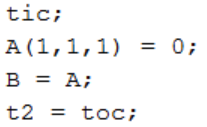 tic;
A(1,1,1) = 0;
B = A;
t2 = toc;